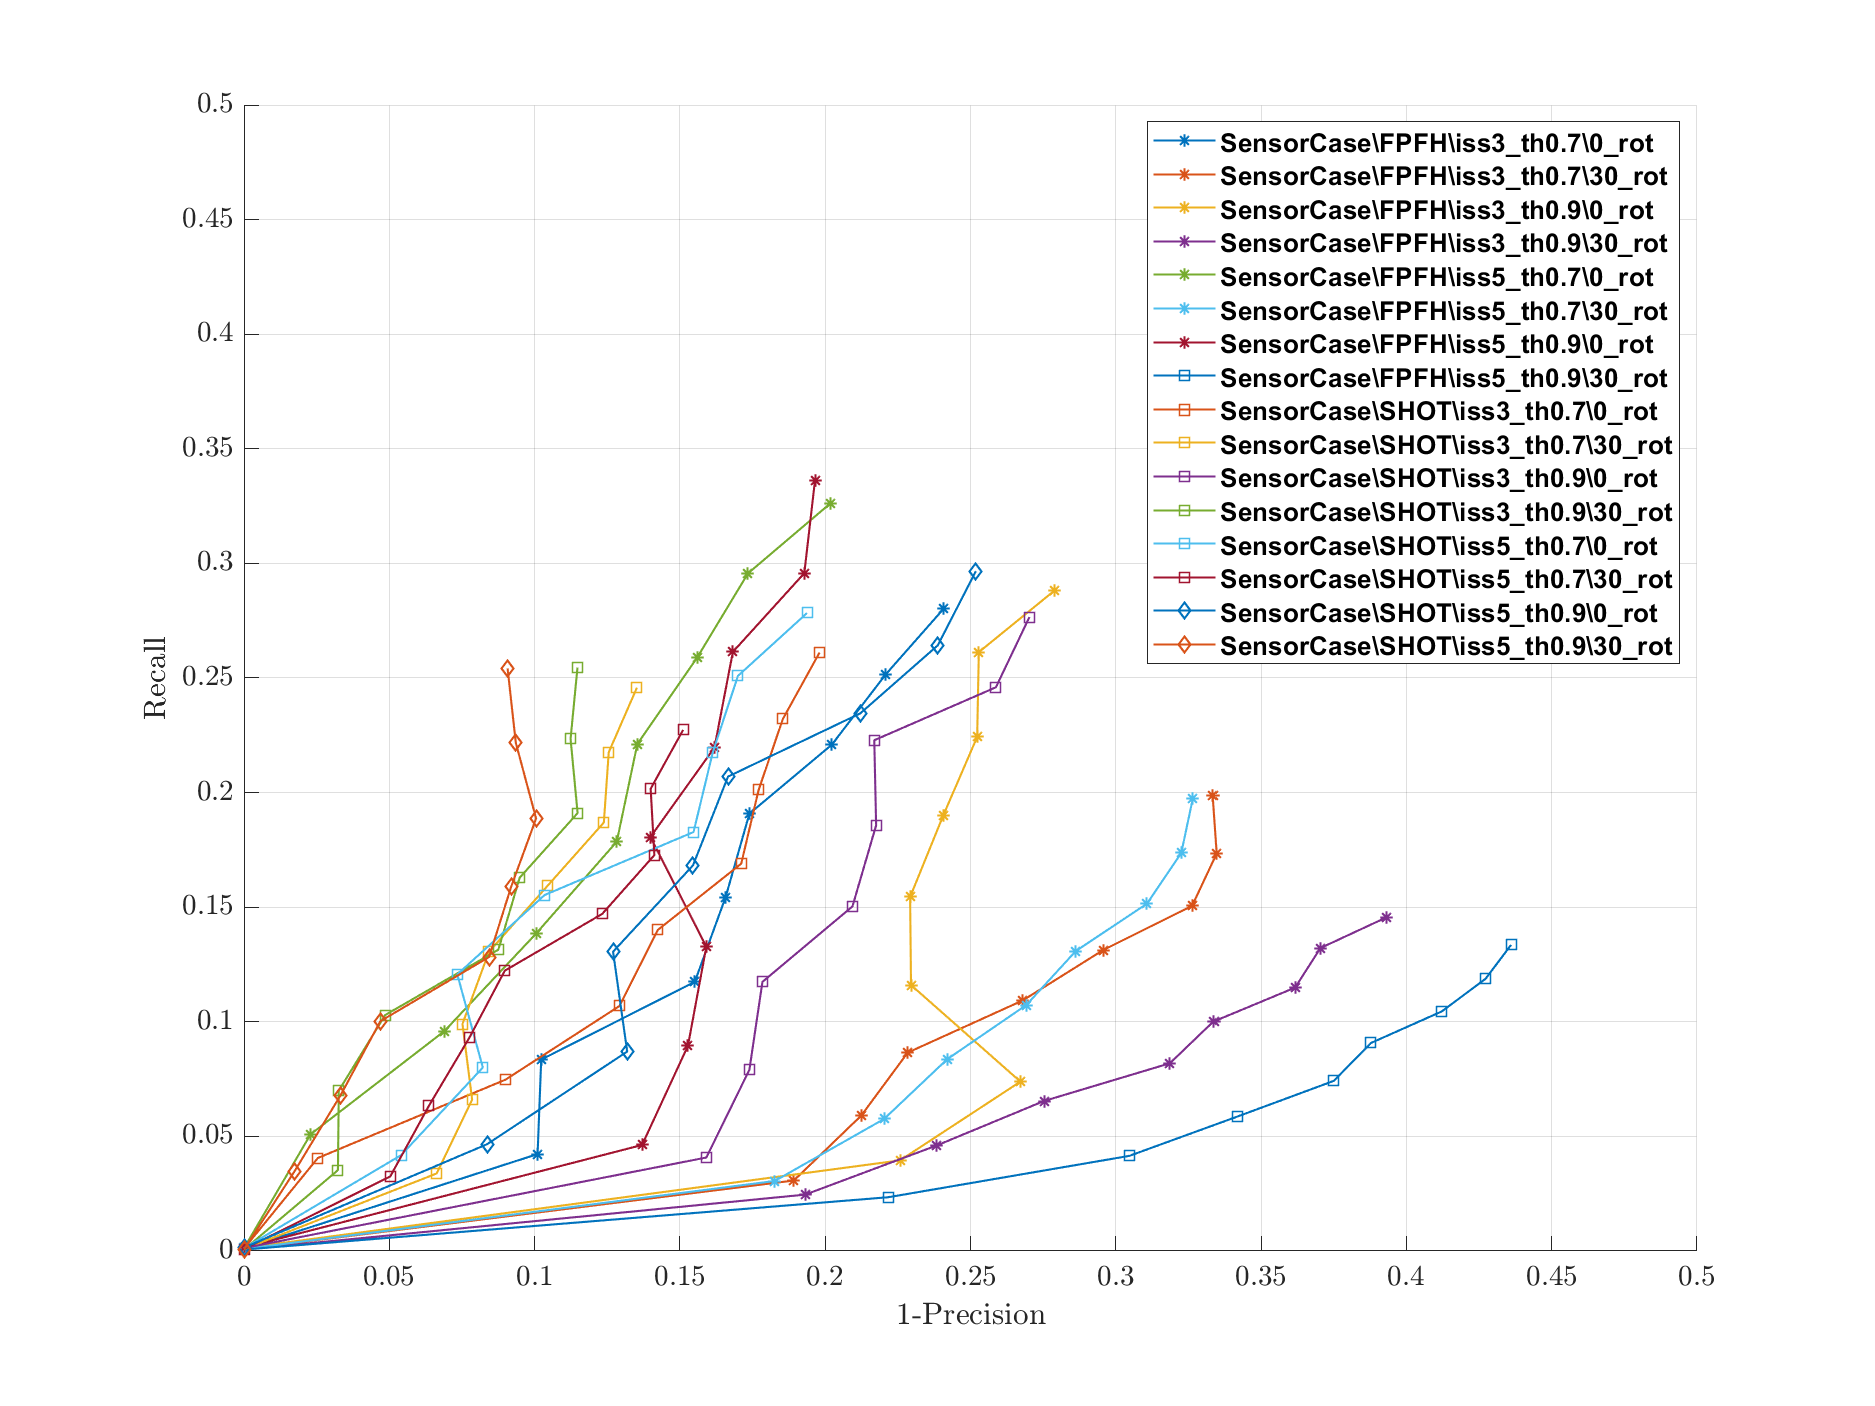 0.5
0.45
0.4
0.35
0.3
0.25
0.2
0.15
0.1
0.05
0
Recall
0 0.05 0.1 0.15 0.2 0.25 0.3 0.35 0.4 0.45 0.5
1-Precision
SensorCase\FPFH\iss3_th0.7\0_rot
SensorCase\FPFH\iss3_th0.7\30_rot
SensorCase\FPFH\iss3_th0.9\0_rot
SensorCase\FPFH\iss3_th0.9\30_rot
SensorCase\FPFH\iss5_th0.7\0_rot
SensorCase\FPFH\iss5_th0.7\30_rot
SensorCase\FPFH\iss5_th0.9\0_rot
SensorCase\FPFH\iss5_th0.9\30_rot
SensorCase\SHOT\iss3_th0.7\0_rot
SensorCase\SHOT\iss3_th0.7\30_rot
SensorCase\SHOT\iss3_th0.9\0_rot
SensorCase\SHOT\iss3_th0.9\30_rot
SensorCase\SHOT\iss5_th0.7\0_rot
SensorCase\SHOT\iss5_th0.7\30_rot
SensorCase\SHOT\iss5_th0.9\0_rot
SensorCase\SHOT\iss5_th0.9\30_rot